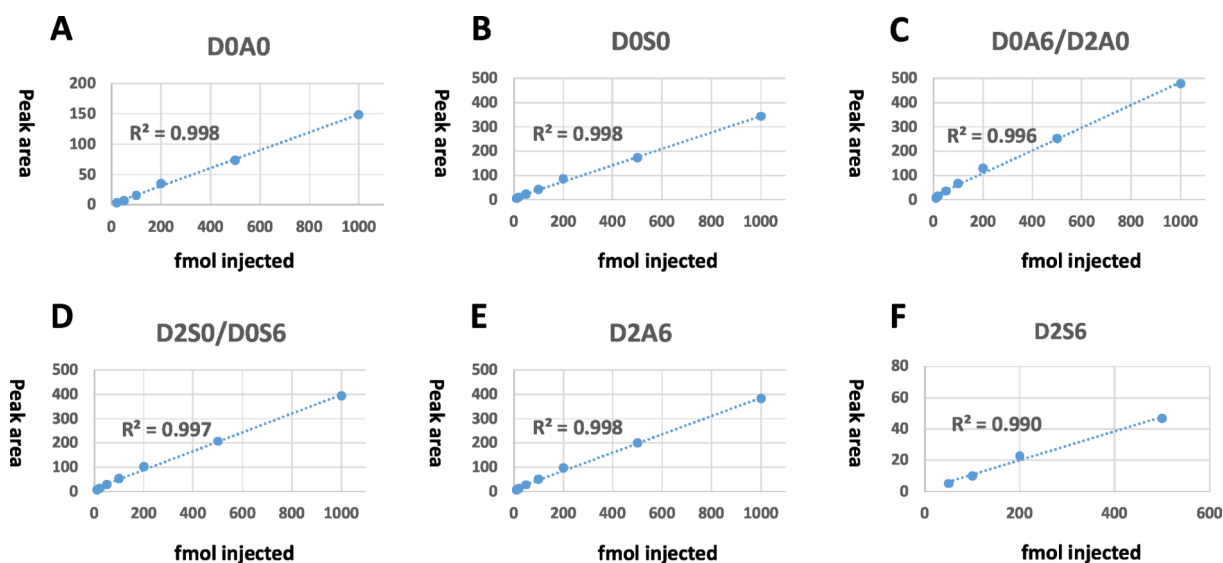 A
D0A0
Peak area
200
150
100
50
0
R² = 0.998
0 200 400 600 800 1000
fmol injected
B
D0S0
Peak area
500
400
300
200
100
0
R² = 0.998
0 200 400 600 800 1000
fmol injected
C
D0A6/D2A0
Peak area
500
400
300
200
100
0
R² = 0.996
0 200 400 600 800 1000
fmol injected
D
D2S0/D0S6
Peak area
500
400
300
200
100
0
R² = 0.997
0 200 400 600 800 1000
fmol injected
E
D2A6
Peak area
500
400
300
200
100
0
R² = 0.998
0 200 400 600 800 1000
fmol injected
F
D2S6
Peak area
80
60
40
20
0
R² = 0.990
0 200 400 600
fmol injected